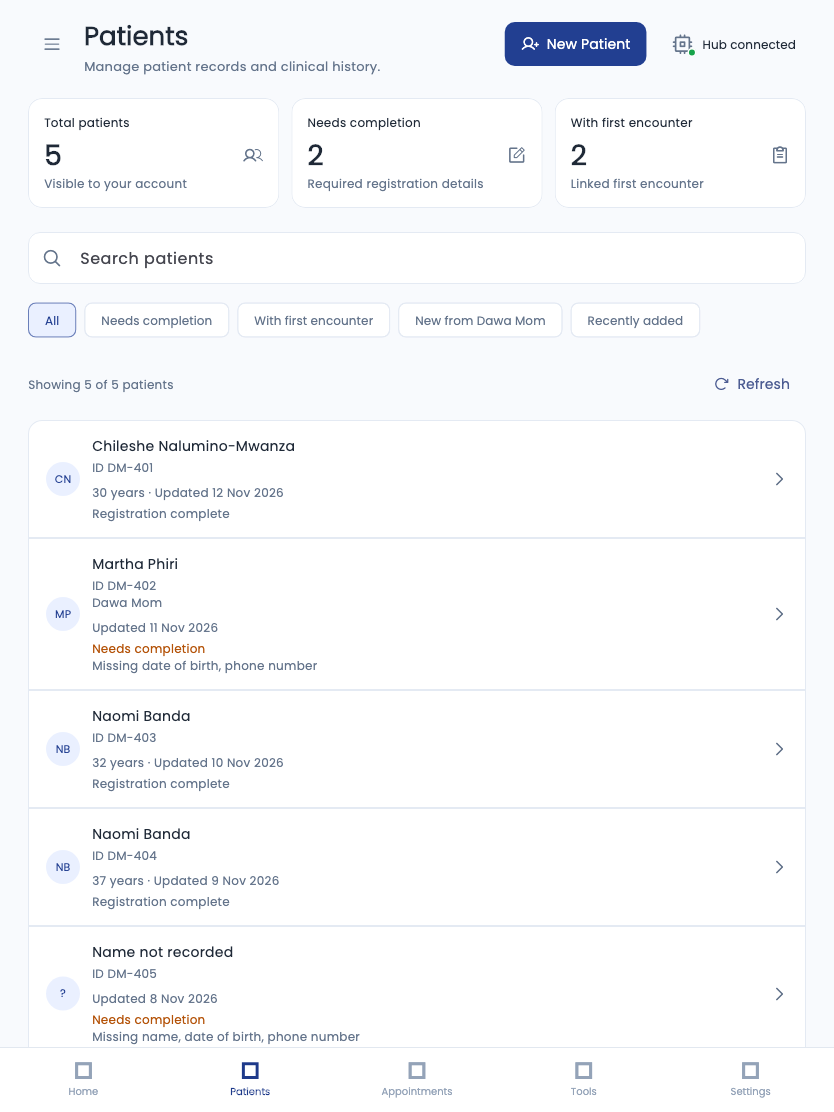 Patients
Manage patient records and clinical history.
New Patient
Hub connected
Total patients
5
Visible to your account
Needs completion
2
Required registration details
With first encounter
2
Linked first encounter
Search patients
All
Needs completion
With first encounter
New from Dawa Mom
Recently added
Showing 5 of 5 patients
Refresh
CN
Chileshe Nalumino-Mwanza
ID DM-401
30 years · Updated 12 Nov 2026
Registration complete
MP
Martha Phiri
ID DM-402
Dawa Mom
Updated 11 Nov 2026
Needs completion
Missing date of birth, phone number
NB
Naomi Banda
ID DM-403
32 years · Updated 10 Nov 2026
Registration complete
NB
Naomi Banda
ID DM-404
37 years · Updated 9 Nov 2026
Registration complete
?
Name not recorded
ID DM-405
Updated 8 Nov 2026
Needs completion
Missing name, date of birth, phone number
Home
Patients
Appointments
Tools
Settings